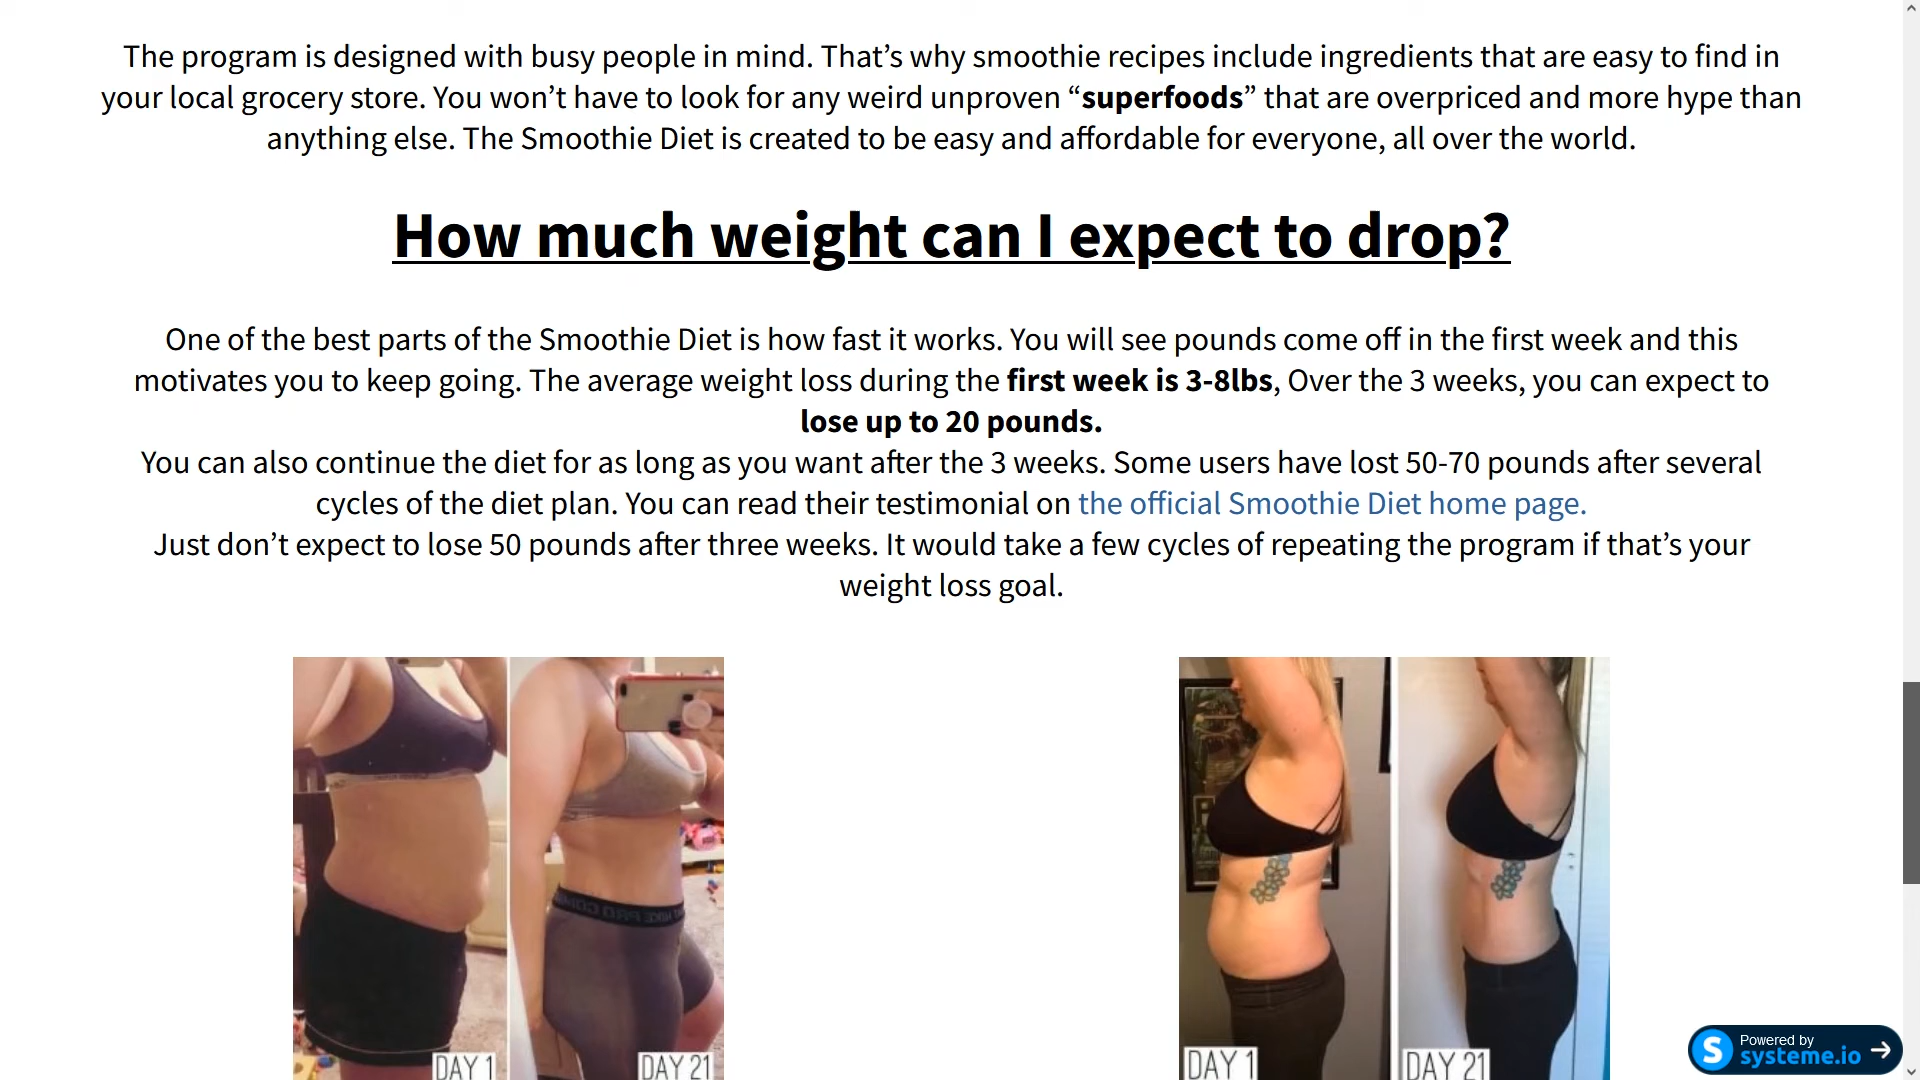 The program is designed with busy people in mind. That’s why smoothie recipes include ingredients that are easy to find in
your local grocery store. You won’t have to look for any weird unproven “superfoods” that are overpriced and more hype than
anything else. The Smoothie Diet is created to be easy and affordable for everyone, all over the world.
How much weight can I expect to drop?
One of the best parts of the Smoothie Diet is how fast it works. You will see pounds come off in the first week and this
motivates you to keep going. The average weight loss during the first week is 3-8lbs, Over the 3 weeks, you can expect to
lose up to 20 pounds.
You can also continue the diet for as long as you want after the 3 weeks. Some users have lost 50-70 pounds after several
cycles of the diet plan. You can read their testimonial on the official Smoothie Diet home page.
Just don’t expect to lose 50 pounds after three weeks. It would take a few cycles of repeating the program if that’s your
weight loss goal.
DAY 1
DAY 21
DAY 1
DAY 21
Powered by
systeme.io